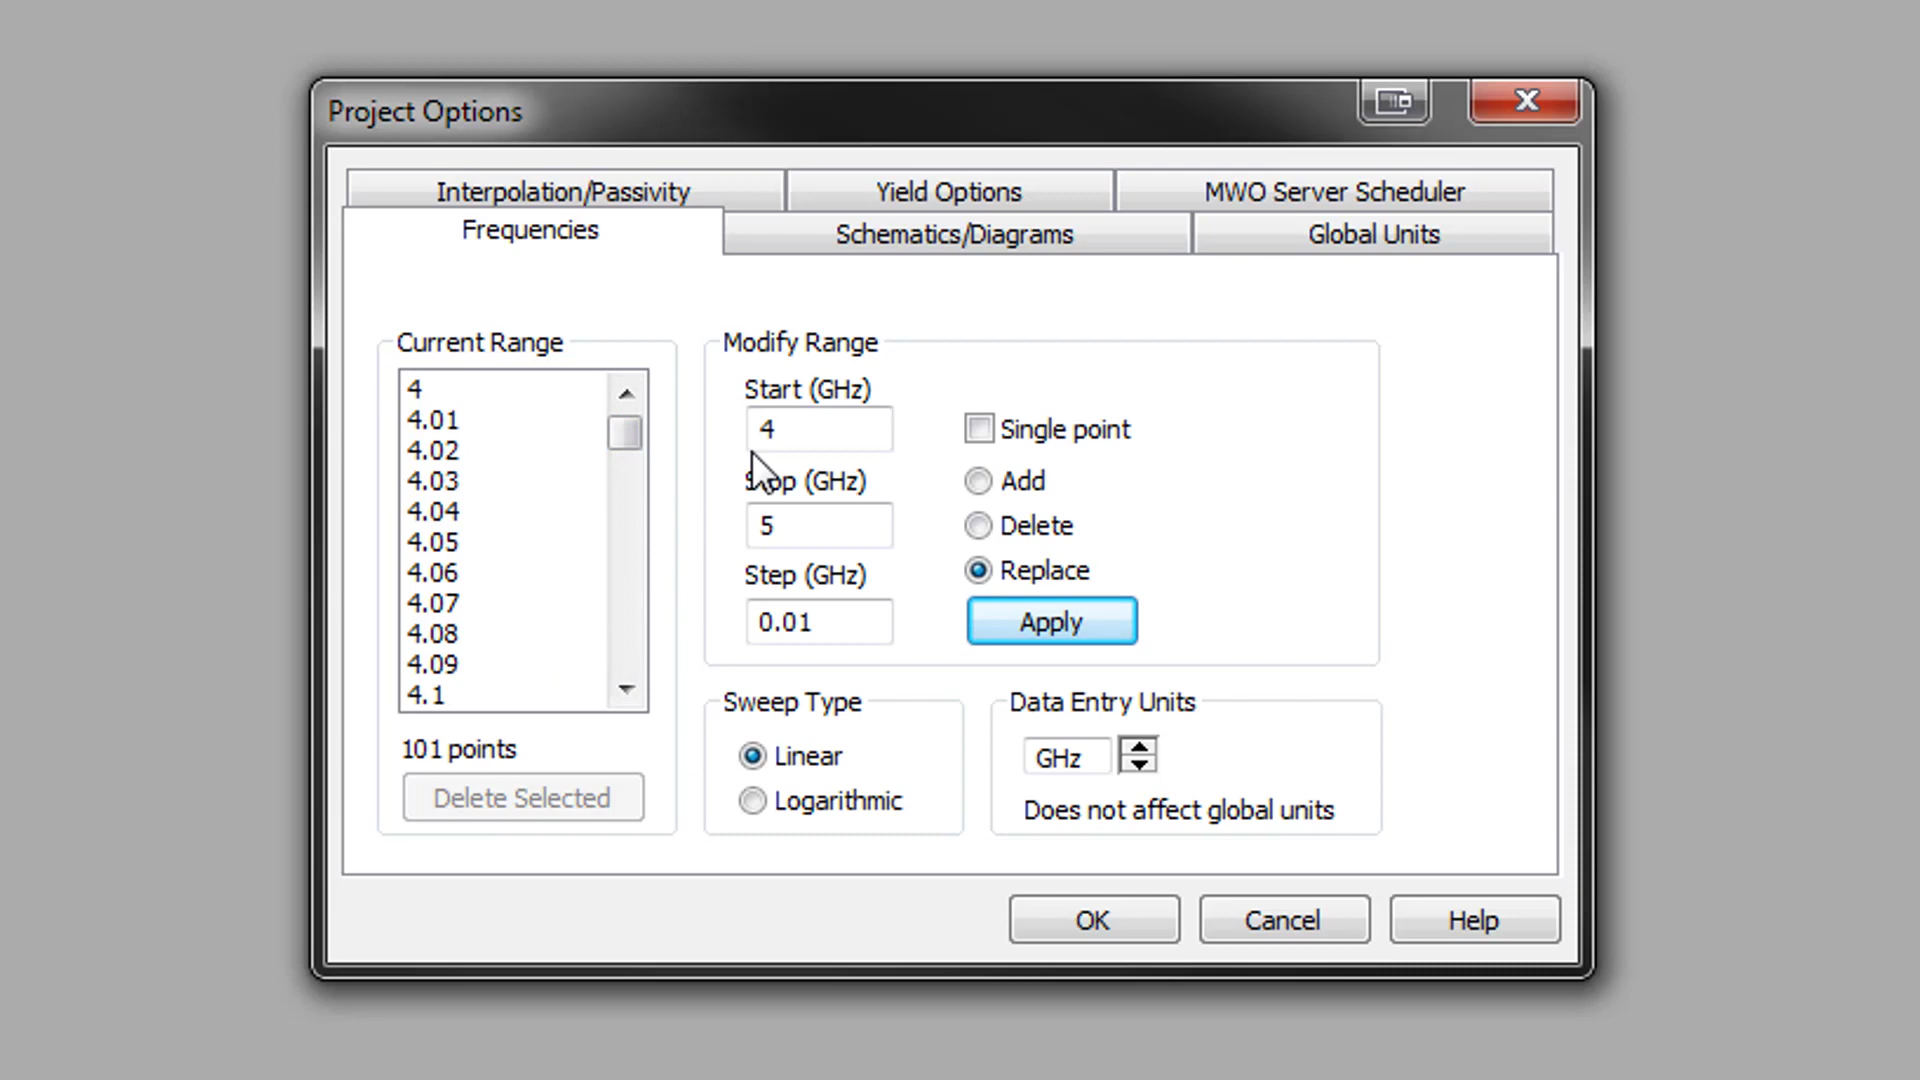 Project Options
Interpolation/Passivity
Yield Options
MWO Server Scheduler
Frequencies
Schematics/Diagrams
Global Units
Current Range
4
4.01
4.02
4.03
4.04
4.05
4.06
4.07
4.08
4.09
4.1
101 points
Delete Selected
Modify Range
Start (GHz)
4
Single point
(GHz)
Add
5
Delete
Step (GHz)
Replace
0.01
Apply
Sweep Type
Linear
Logarithmic
Data Entry Units
GHz
Does not affect global units
OK
Cancel
Help